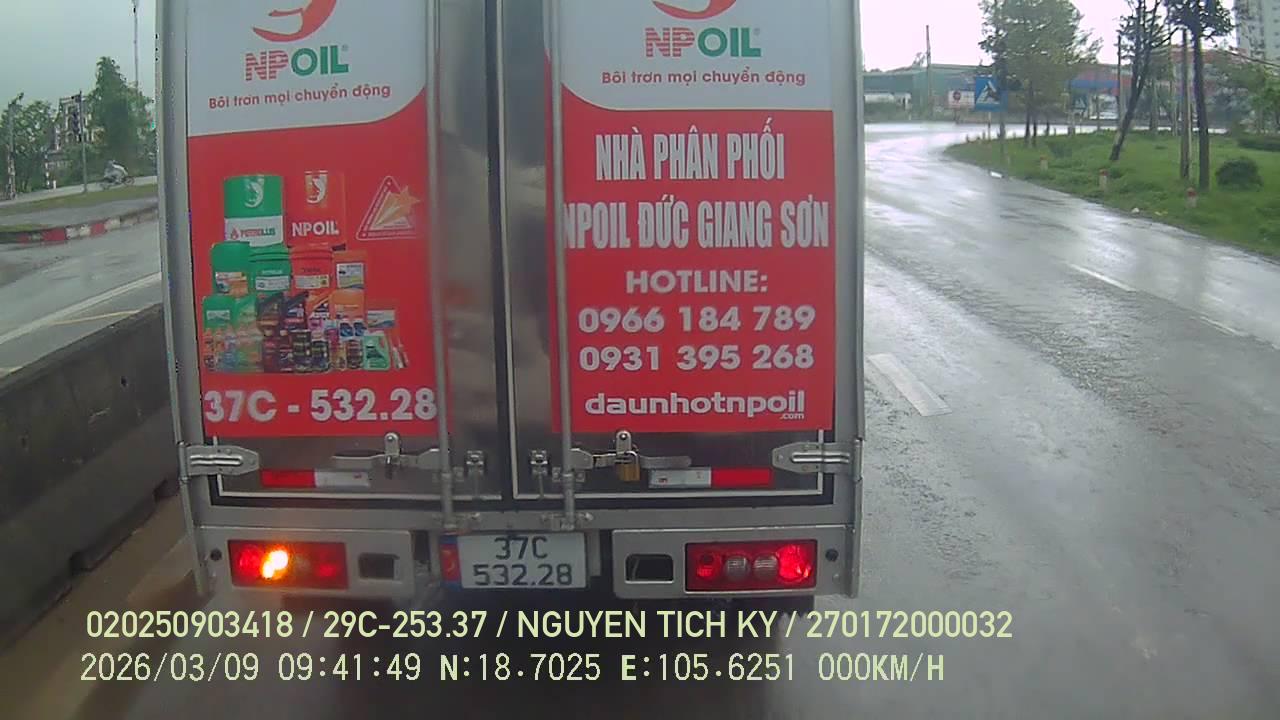 NPOIL
Bôi trơn mọi chuyển động
NPOIL
37C - 532.28
NPOIL
Bôi trơn mọi chuyển động
NHÀ PHÂN PHỐI
NPOIL ĐỨC GIANG SƠN
HOTLINE:
0966 184 789
0931 395 268
daunhotnpoil
.com
37C
532.28
020250903418 / 29C-253.37 / NGUYEN TICH KY / 270172000032
2026/03/09 09:41:49 N:18.7025 E:105.6251 000KM/H